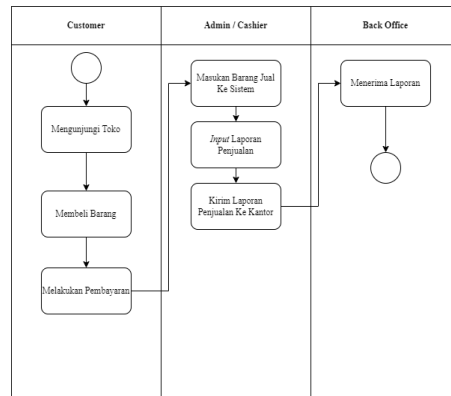 Customer
Admin / Cashier
Back Office
Mengunjungi Toko
Membeli Barang
Melakukan Pembayaran
Masukan Barang Jual
Ke Sistem
Input Laporan
Penjualan
Kirim Laporan
Penjualan Ke Kantor
Menerima Laporan